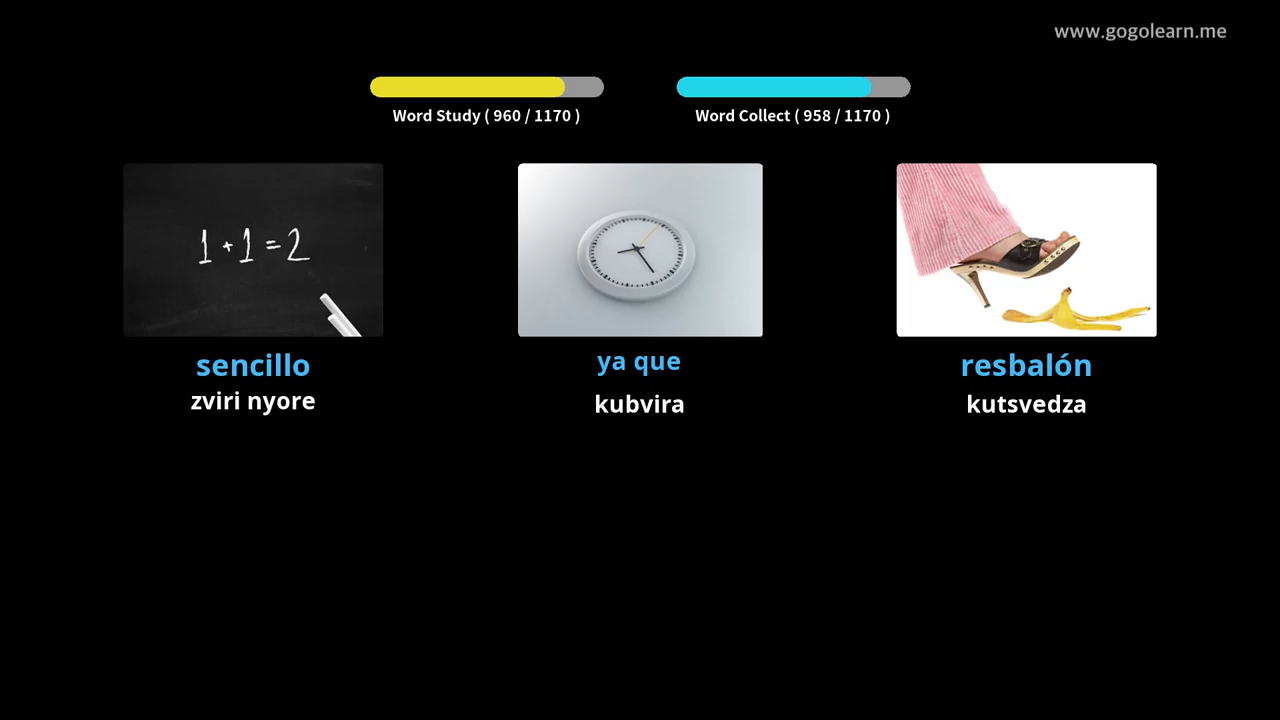 www.gogolearn.me
Word Study ( 960 / 1170 )
Word Collect ( 958 / 1170 )
1 + 1 = 2
sencillo
zviri nyore
ya que
kubvira
resbalón
kutsvedza